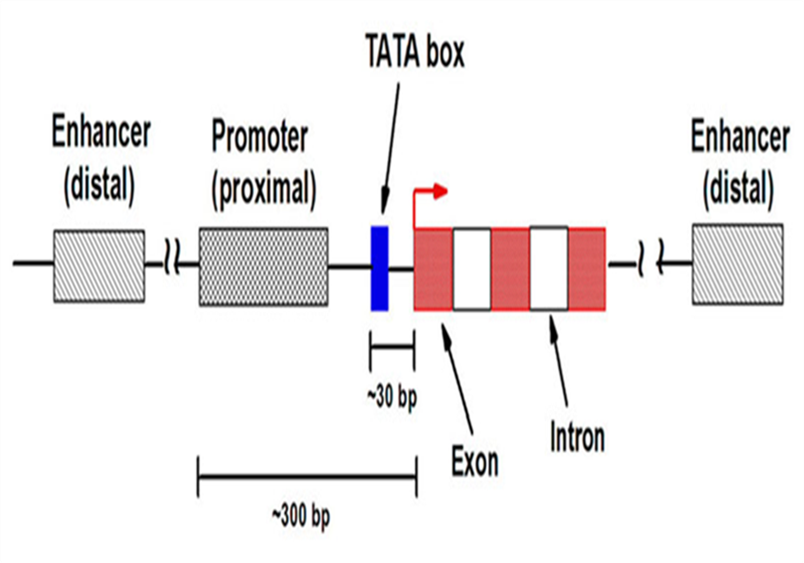 TATA box
Enhancer
(distal)
Promoter
(proximal)
Enhancer
(distal)
~30 bp
Exon
Intron
~300 bp